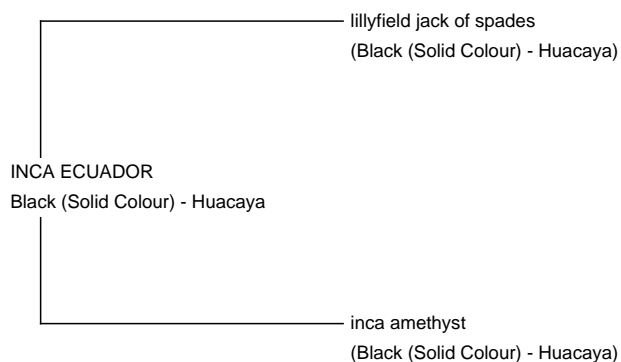 lillyfield jack of spades
(Black (Solid Colour) - Huacaya)
INCA ECUADOR
Black (Solid Colour) - Huacaya
inca amethyst
(Black (Solid Colour) - Huacaya)